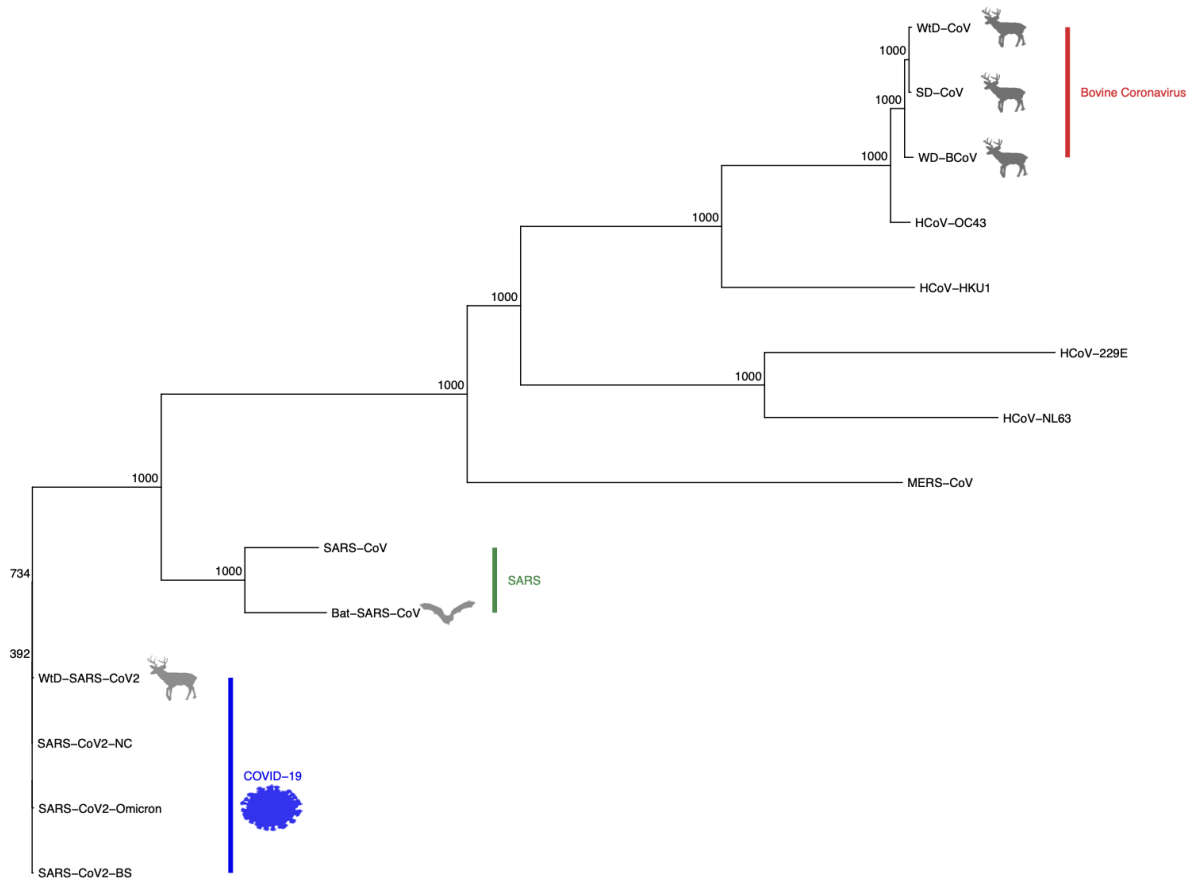 WtD−CoV
1000
SD−CoV
Bovine Coronavirus
1000
1000
WD−BCoV
1000
HCoV−OC43
HCoV−HKU1
1000
HCoV−229E
1000
1000
HCoV−NL63
1000
MERS−CoV
SARS−CoV
734
1000
SARS
Bat−SARS−CoV
392
WtD−SARS−CoV2
SARS−CoV2−NC
COVID−19
SARS−CoV2−Omicron
SARS−CoV2−BS